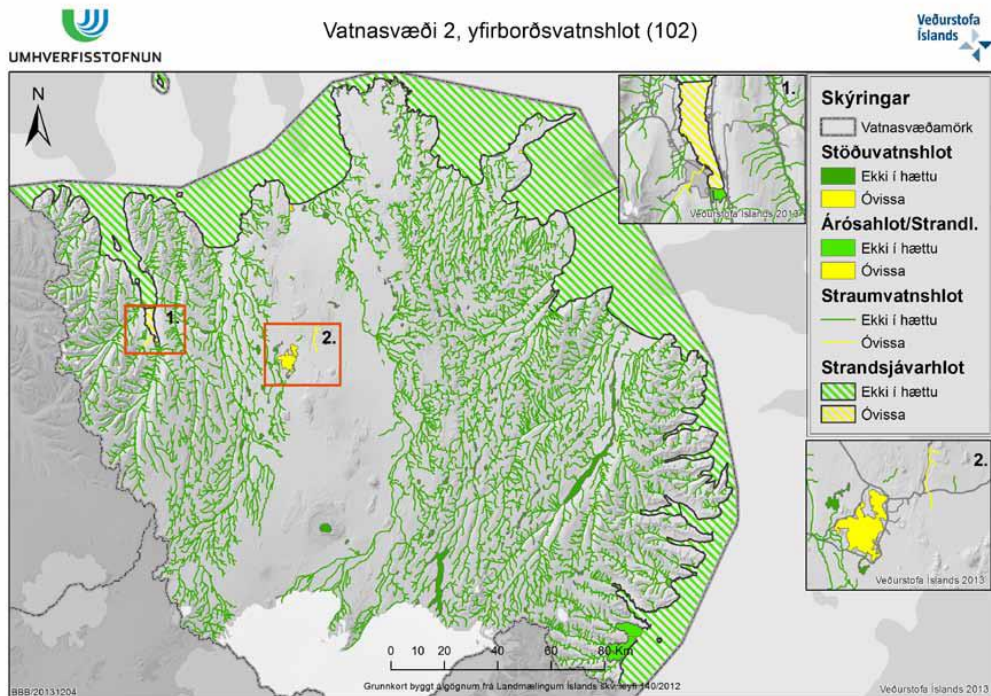 UMHVERFISSTOFNUN
Vatnasvæði 2, yfirborðsvatnshlot (102)
Veðurstofa
Íslands
N
1.
Veðurstofa Íslands 2013
Skýringar
Vatnasvæðamörk
Stöðuvatnshlot
Ekki í hættu
Óvissa
Árósahlot/Strandl.
Ekki í hættu
Óvissa
Straumvatnshlot
Ekki í hættu
Óvissa
Strandsjávarhlot
Ekki í hættu
Óvissa
1.
2.
2.
Veðurstofa Íslands 2013
0 20 40 60 80 Km
Grunnkort byggt á gögnum frá Landmælingum Íslands skv. leyfi 140/2012
BBB/20131204
Veðurstofa Íslands 2013